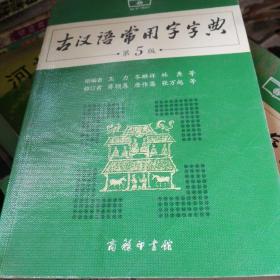 古汉语常用字字典
第5版
原编者 王力 岑麒祥 林焘 等
修订者 蒋绍愚 唐作藩 张万起 等
商务印书馆